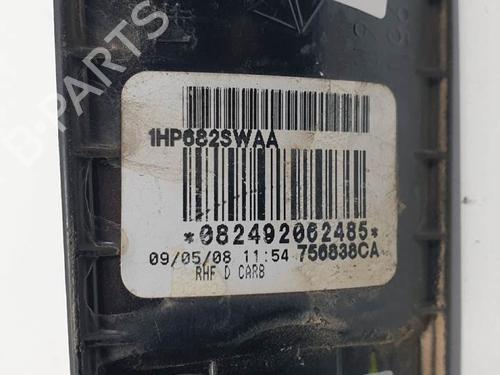 B-PARTS
1HP682SWAA
*082492062485*
09/05/08 11:54 756838CA
RHF D CARB